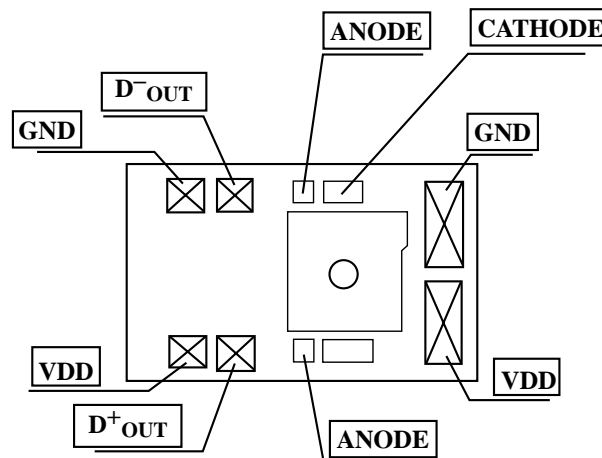 ANODE
CATHODE
D⁻OUT
GND
GND
VDD
VDD
D⁺OUT
ANODE